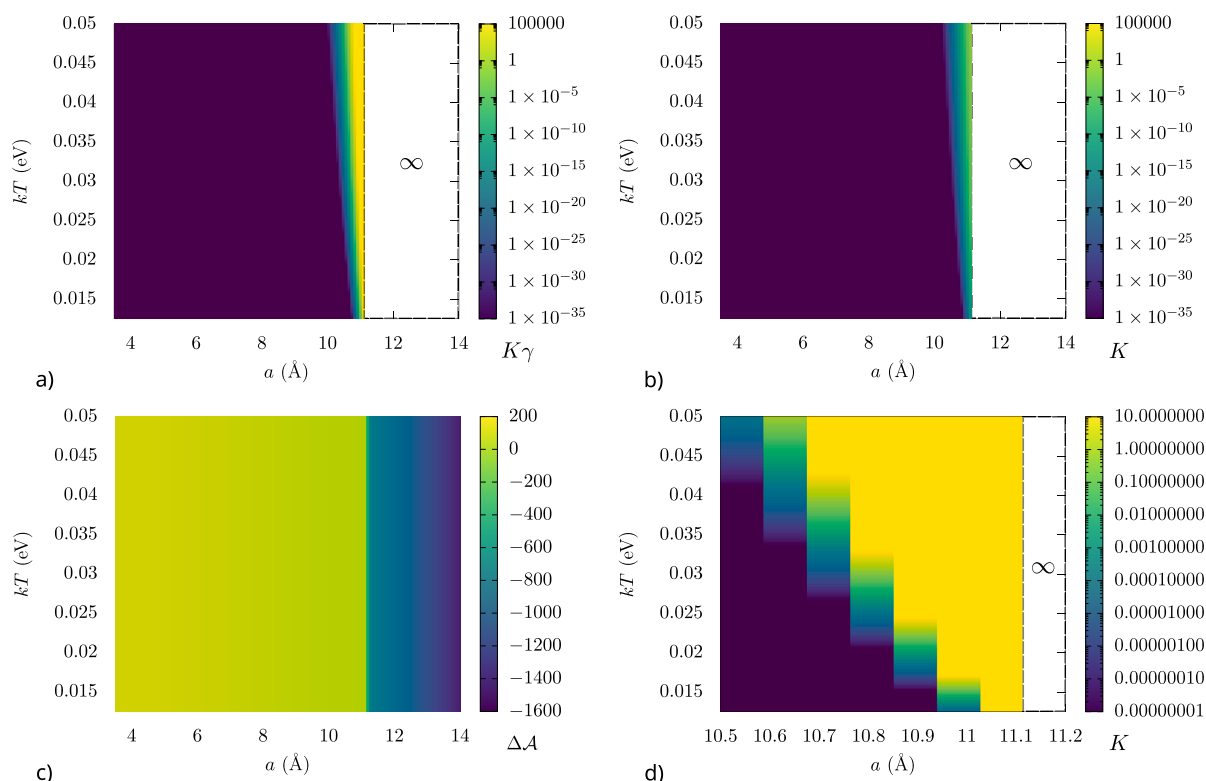 0.05
0.045
0.04
0.035
0.03
0.025
0.02
0.015
kT (eV)
4 6 8 10 12 14
a (Å)
∞
100000
1
1 × 10⁻⁵
1 × 10⁻¹⁰
1 × 10⁻¹⁵
1 × 10⁻²⁰
1 × 10⁻²⁵
1 × 10⁻³⁰
1 × 10⁻³⁵
Kγ
a)
0.05
0.045
0.04
0.035
0.03
0.025
0.02
0.015
kT (eV)
4 6 8 10 12 14
a (Å)
∞
100000
1
1 × 10⁻⁵
1 × 10⁻¹⁰
1 × 10⁻¹⁵
1 × 10⁻²⁰
1 × 10⁻²⁵
1 × 10⁻³⁰
1 × 10⁻³⁵
K
b)
0.05
0.045
0.04
0.035
0.03
0.025
0.02
0.015
kT (eV)
4 6 8 10 12 14
a (Å)
200
0
−200
−400
−600
−800
−1000
−1200
−1400
−1600
Δ𝒜
c)
0.05
0.045
0.04
0.035
0.03
0.025
0.02
0.015
kT (eV)
10.5 10.6 10.7 10.8 10.9 11 11.1 11.2
a (Å)
∞
10.0000000
1.00000000
0.10000000
0.01000000
0.00100000
0.00010000
0.00001000
0.00000100
0.00000010
0.00000001
K
d)